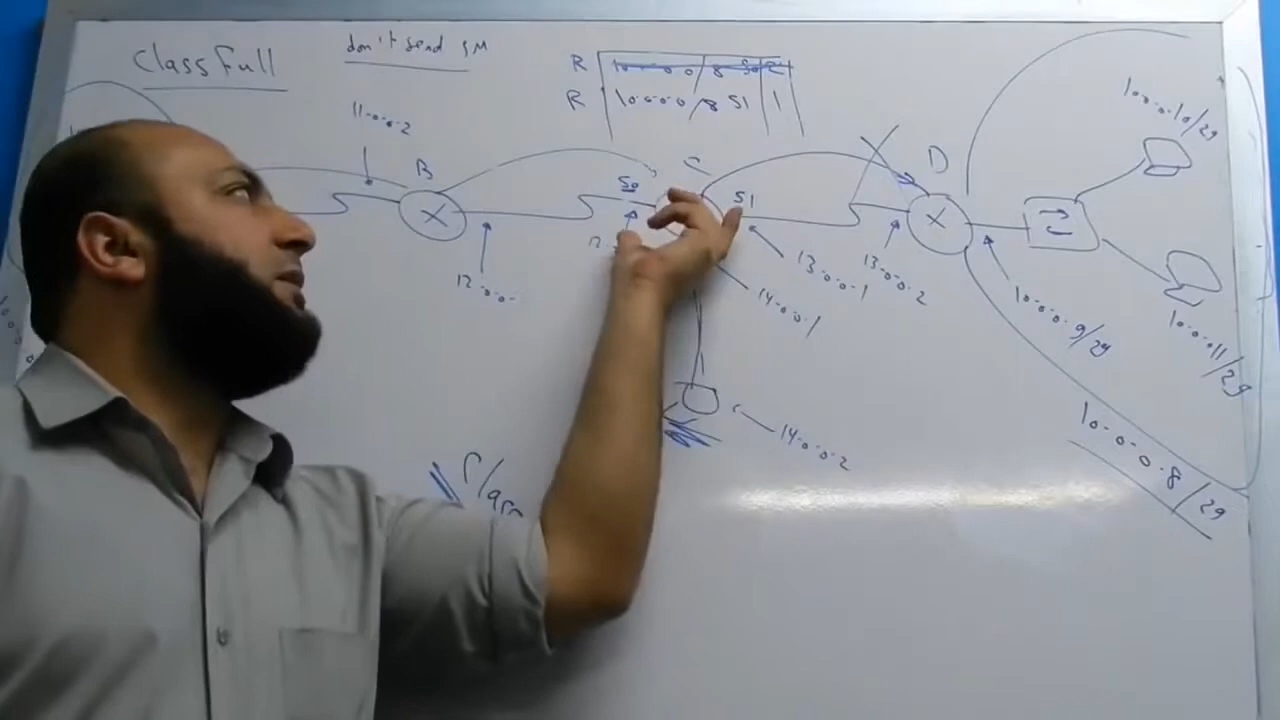 Class Full
don't send SM
R 10.0.0.0/8 S0 2
R 10.0.0.0/8 S1 1
11.0.0.2
B
C
D
S0
S1
12.0.0.
13.0.0.1
13.0.0.2
14.0.0.1
14.0.0.2
10.0.0.10/29
10.0.0.9/29
10.0.0.11/29
10.0.0.8/29